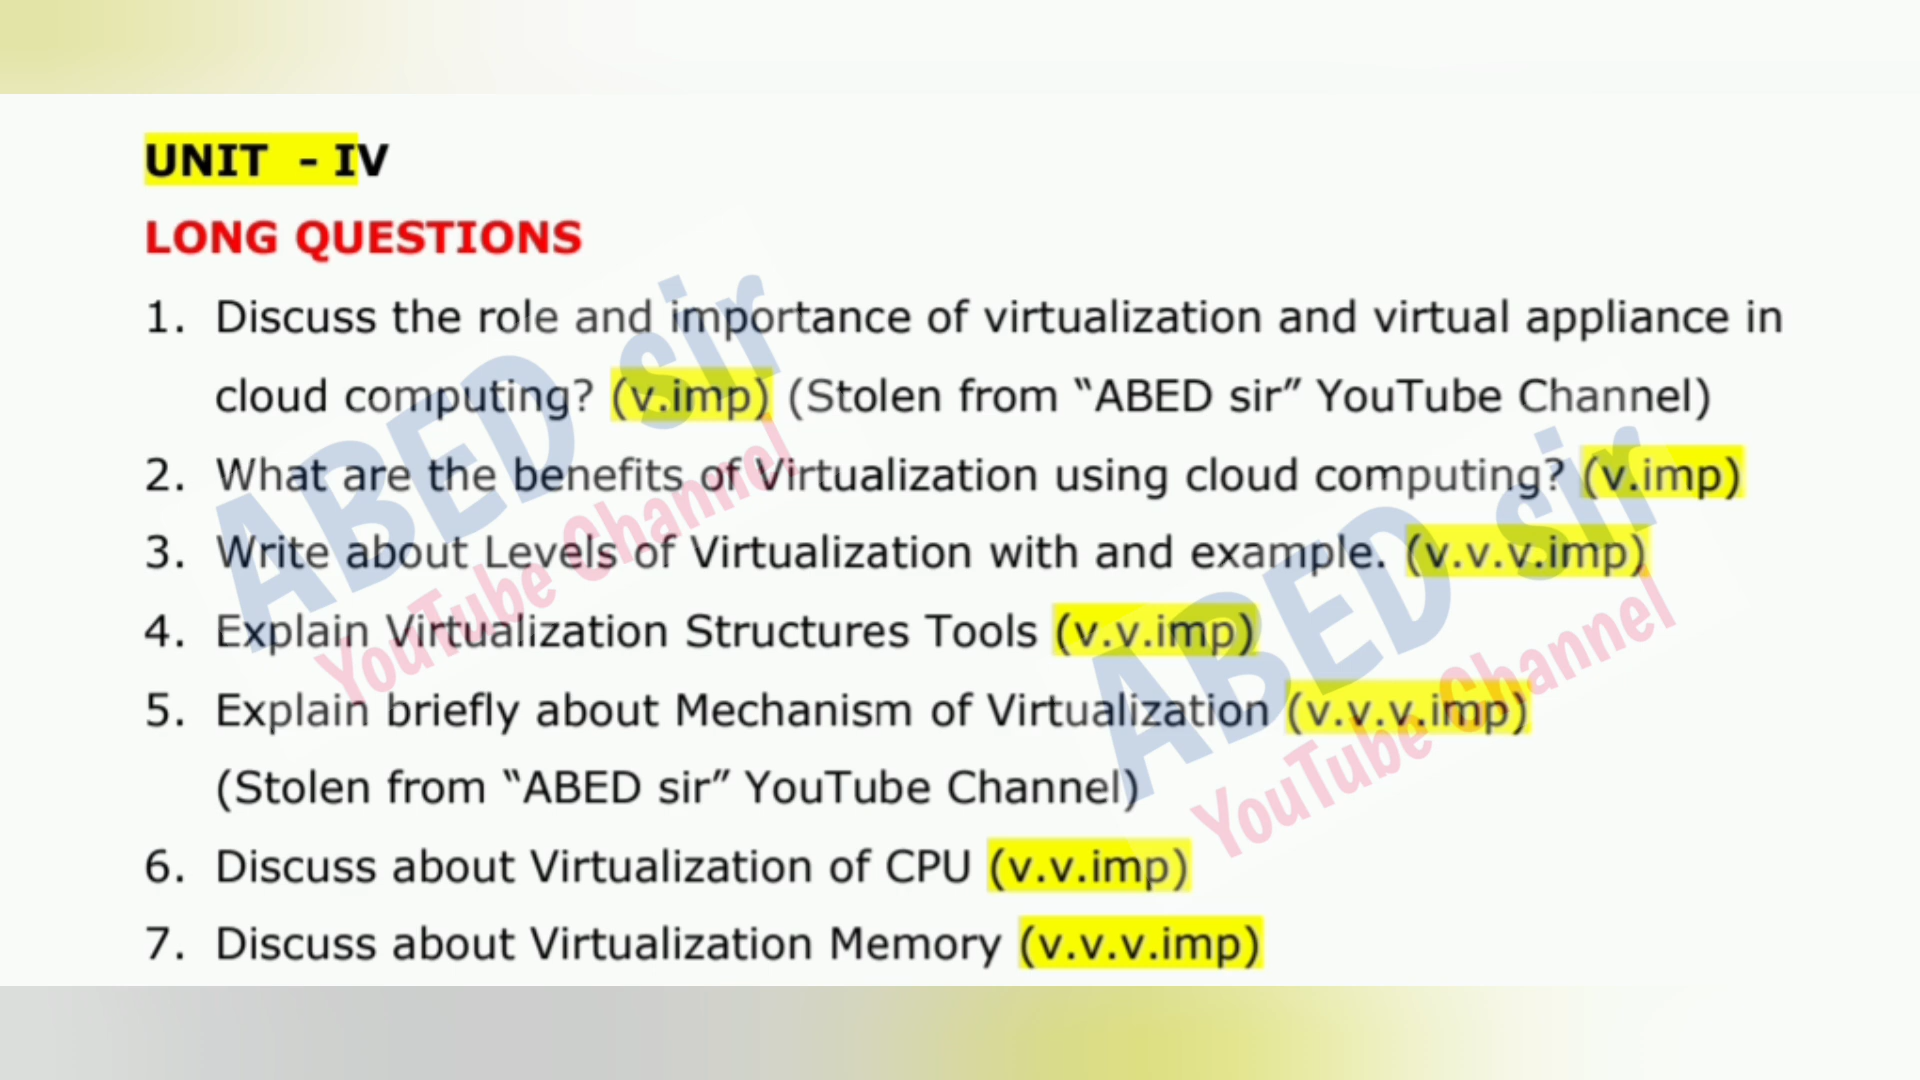 UNIT - IV
LONG QUESTIONS
1. Discuss the role and importance of virtualization and virtual appliance in
cloud computing? (v.imp) (Stolen from “ABED sir” YouTube Channel)
2. What are the benefits of Virtualization using cloud computing? (v.imp)
3. Write about Levels of Virtualization with and example. (v.v.v.imp)
4. Explain Virtualization Structures Tools (v.v.imp)
5. Explain briefly about Mechanism of Virtualization (v.v.v.imp)
(Stolen from “ABED sir” YouTube Channel)
6. Discuss about Virtualization of CPU (v.v.imp)
7. Discuss about Virtualization Memory (v.v.v.imp)
ABED sir
YouTube Channel
ABED sir
YouTube Channel